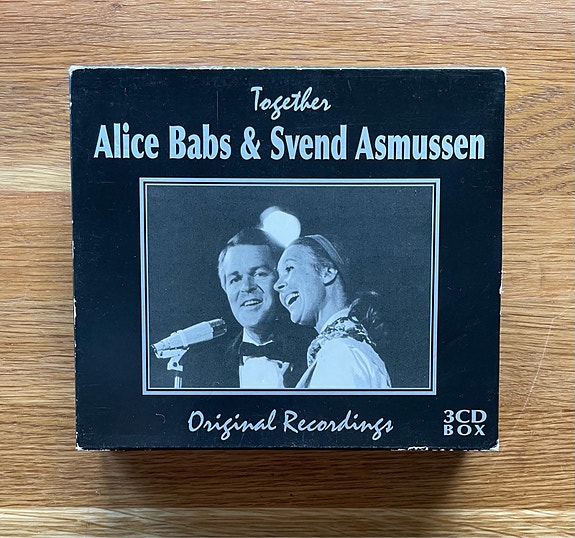 Together
Alice Babs & Svend Asmussen
Original Recordings
3CD
BOX